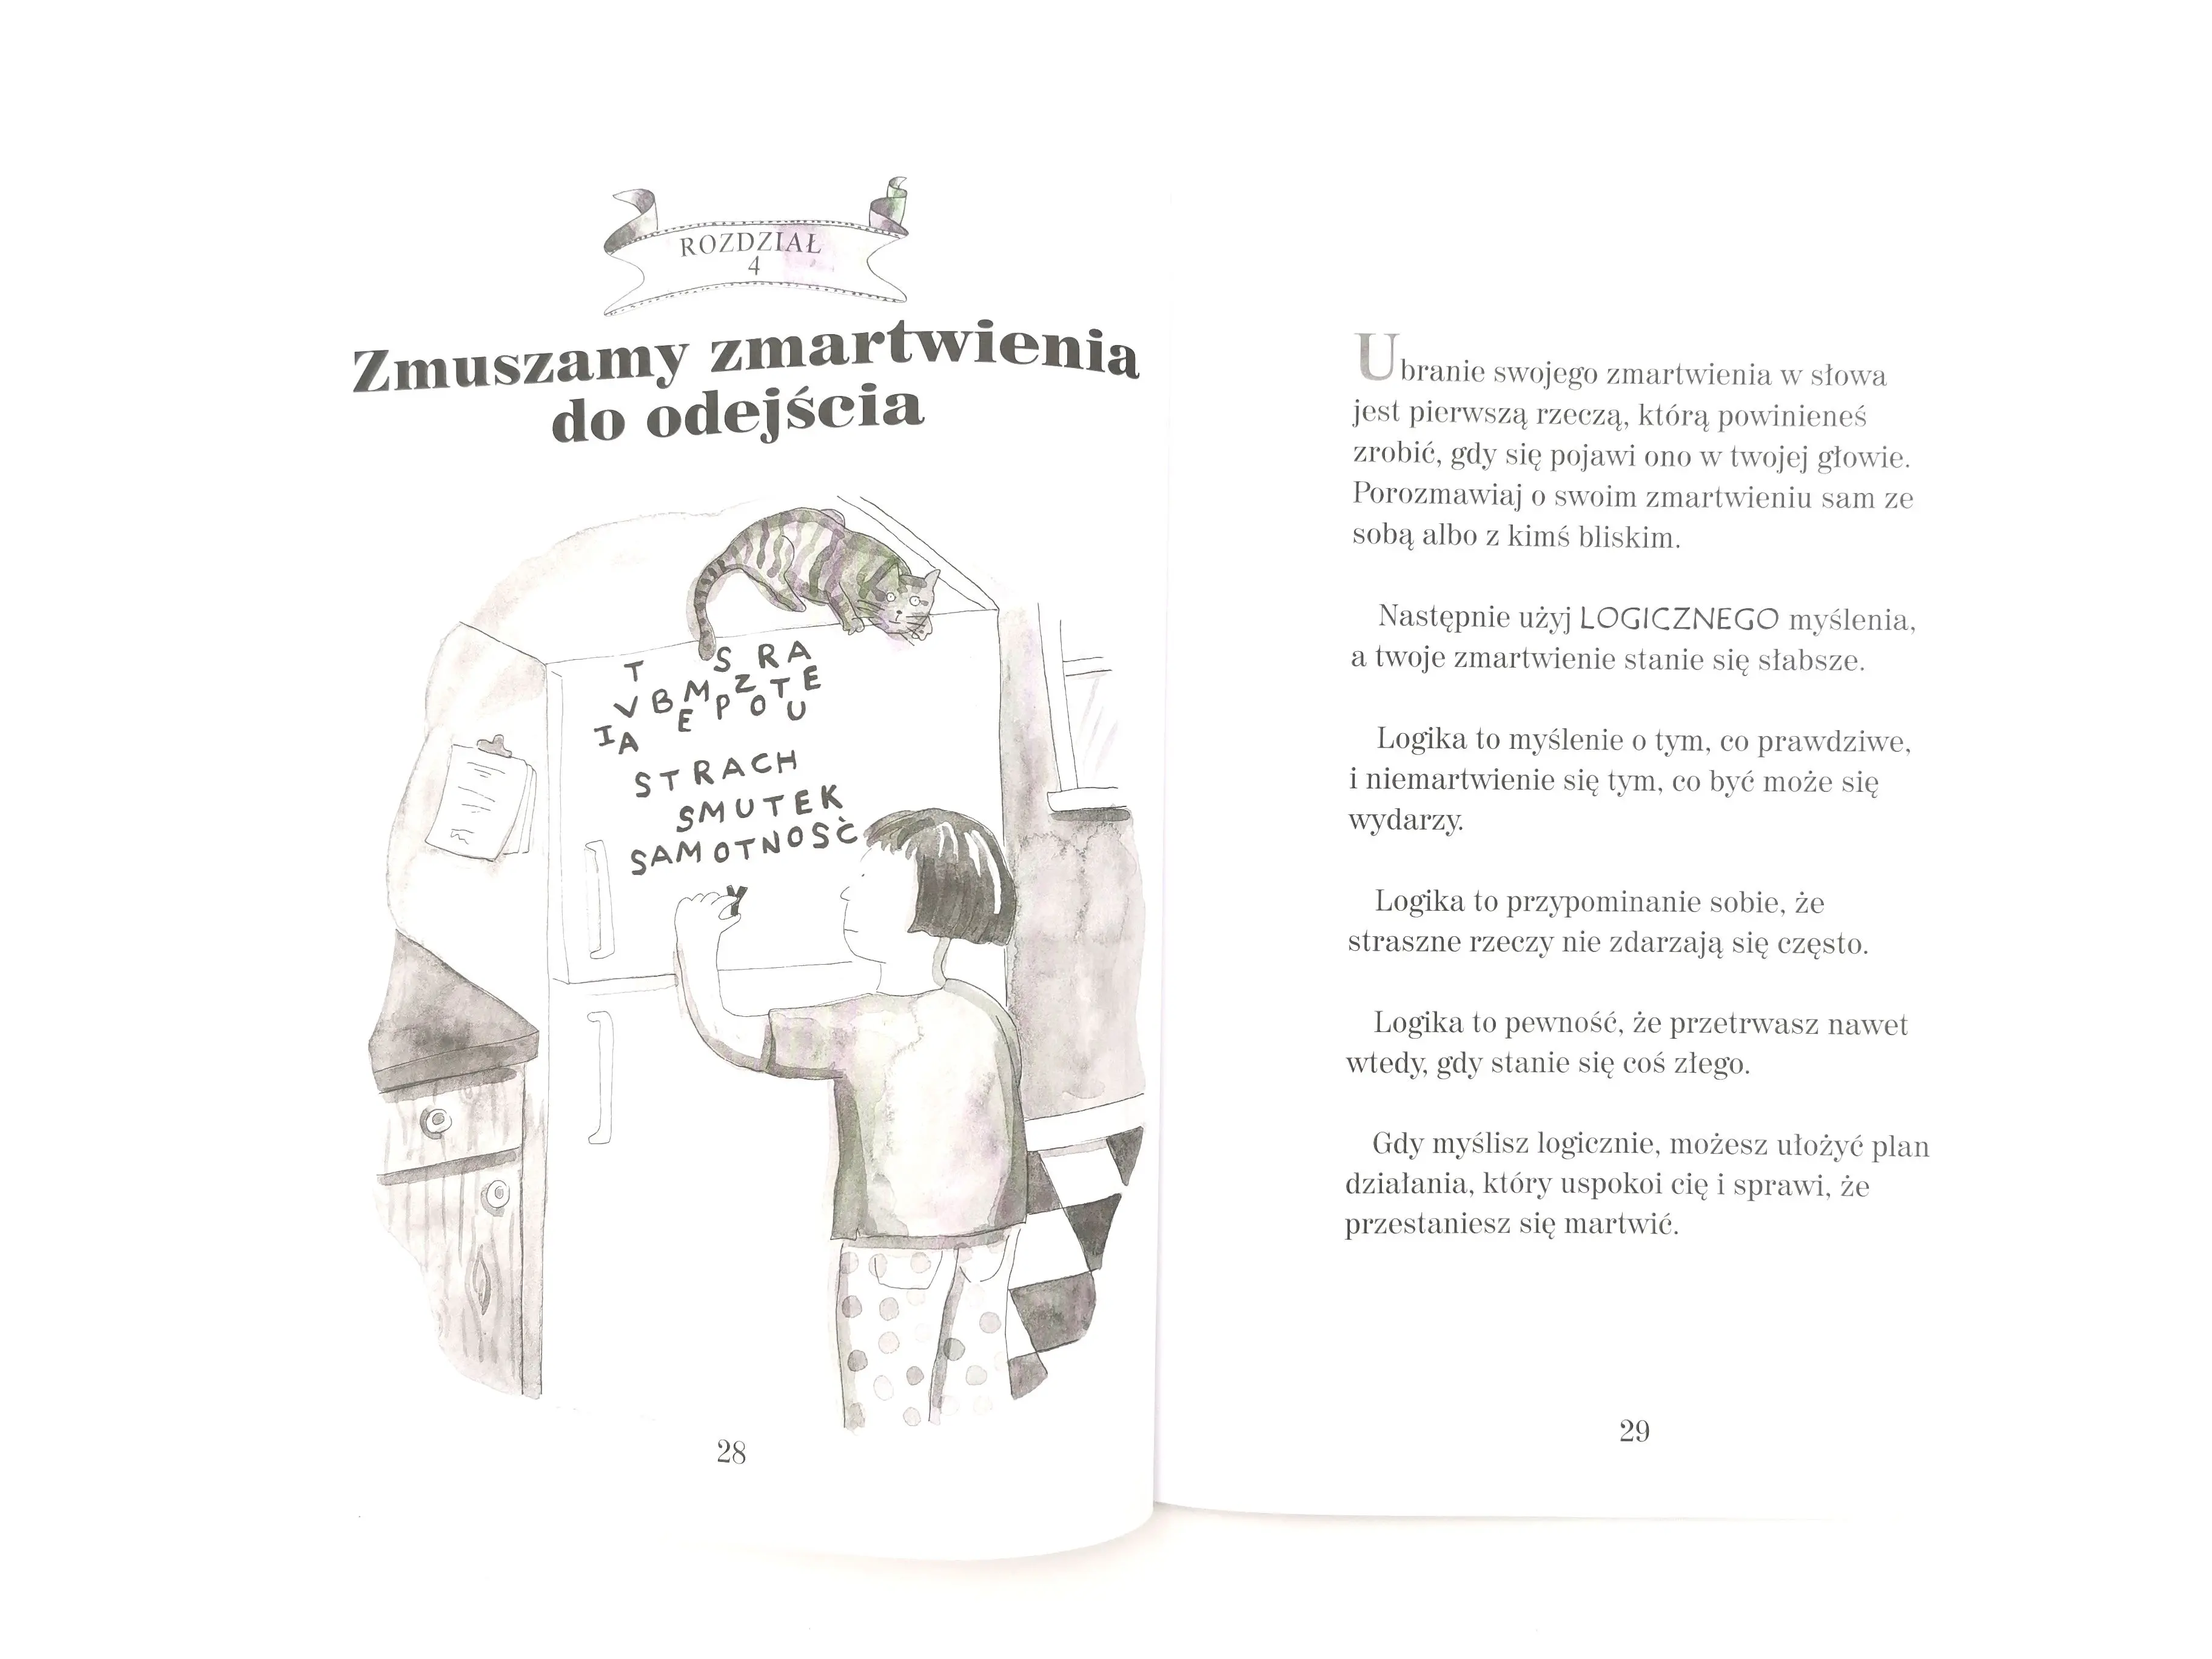 ROZDZIAŁ
4
Zmuszamy zmartwienia
do odejścia
T S RA
V B M Z T E
I A E P O U
STRACH
SMUTEK
SAMOTNOSĆ
28
Ubranie swojego zmartwienia w słowa
jest pierwszą rzeczą, którą powinieneś
zrobić, gdy się pojawi ono w twojej głowie.
Porozmawiaj o swoim zmartwieniu sam ze
sobą albo z kimś bliskim.
Następnie użyj LOGICZNEGO myślenia,
a twoje zmartwienie stanie się słabsze.
Logika to myślenie o tym, co prawdziwe,
i niemartwienie się tym, co być może się
wydarzy.
Logika to przypominanie sobie, że
straszne rzeczy nie zdarzają się często.
Logika to pewność, że przetrwasz nawet
wtedy, gdy stanie się coś złego.
Gdy myślisz logicznie, możesz ułożyć plan
działania, który uspokoi cię i sprawi, że
przestaniesz się martwić.
29